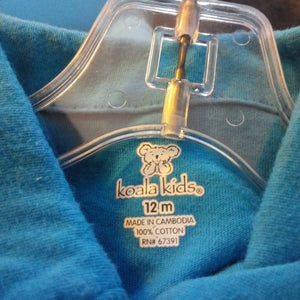 koala kids®
12 m
MADE IN CAMBODIA
100% COTTON
RN# 67391